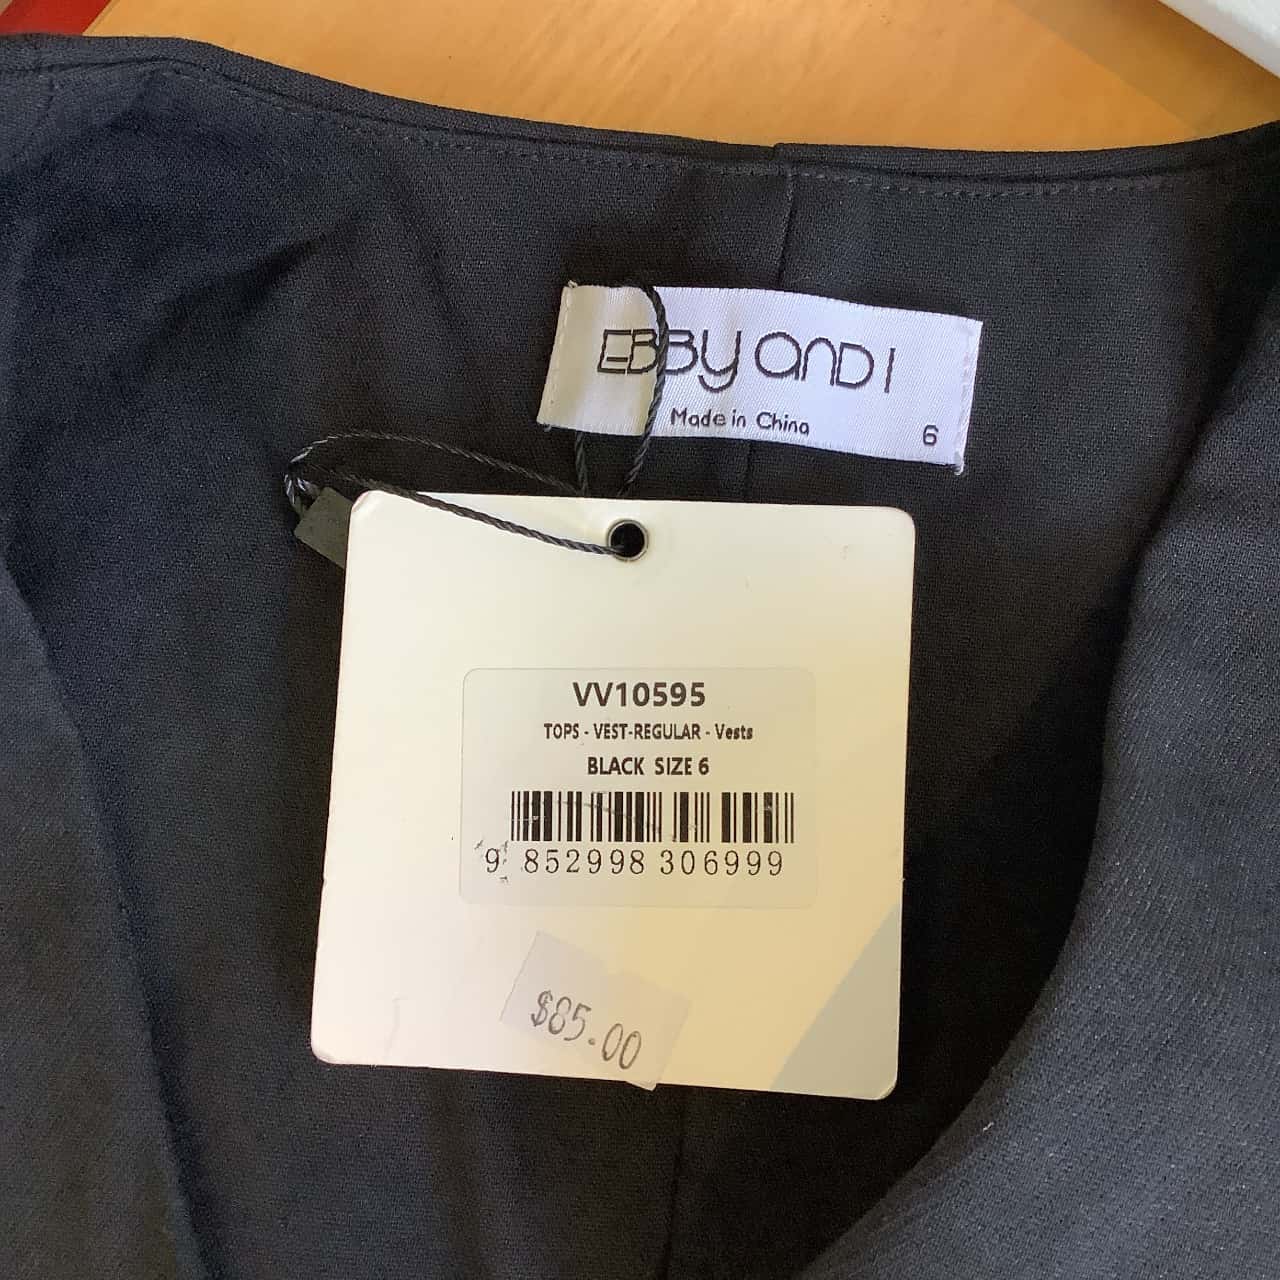 EBBY AND I
Made in China
6
VV10595
TOPS - VEST-REGULAR - Vests
BLACK SIZE 6
9 852998 306999
$85.00